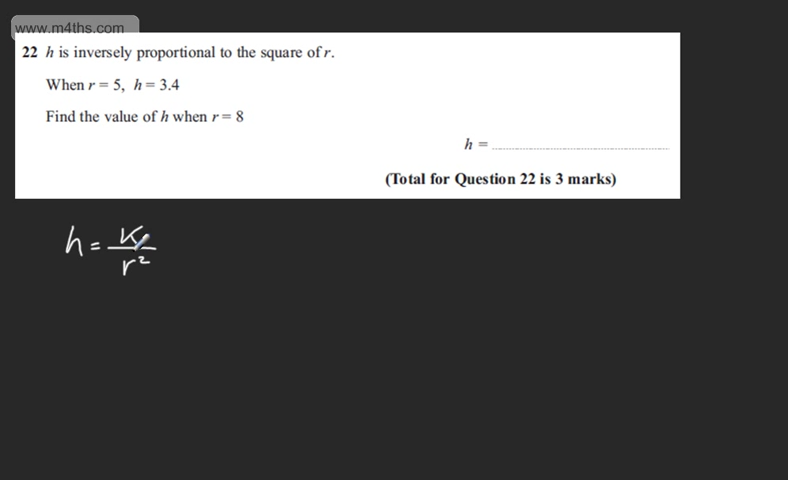 www.m4ths.com
22 h is inversely proportional to the square of r.
When r = 5, h = 3.4
Find the value of h when r = 8
h = ........................................
(Total for Question 22 is 3 marks)
h = K/r²